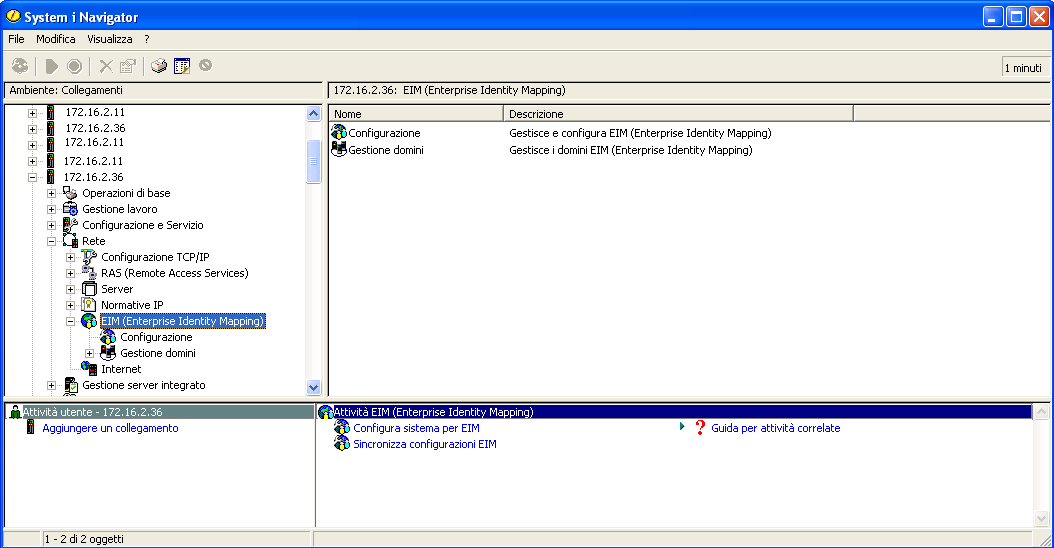 System i Navigator
File Modifica Visualizza ?
1 minuti
Ambiente: Collegamenti
172.16.2.36: EIM (Enterprise Identity Mapping)
172.16.2.11
172.16.2.36
172.16.2.11
172.16.2.11
172.16.2.36
Operazioni di base
Gestione lavoro
Configurazione e Servizio
Rete
Configurazione TCP/IP
RAS (Remote Access Services)
Server
Normative IP
EIM (Enterprise Identity Mapping)
Configurazione
Gestione domini
Internet
Gestione server integrato
Nome Descrizione
Configurazione Gestisce e configura EIM (Enterprise Identity Mapping)
Gestione domini Gestisce i domini EIM (Enterprise Identity Mapping)
Attività utente - 172.16.2.36
Aggiungere un collegamento
Attività EIM (Enterprise Identity Mapping)
Configura sistema per EIM ? Guida per attività correlate
Sincronizza configurazioni EIM
1 - 2 di 2 oggetti